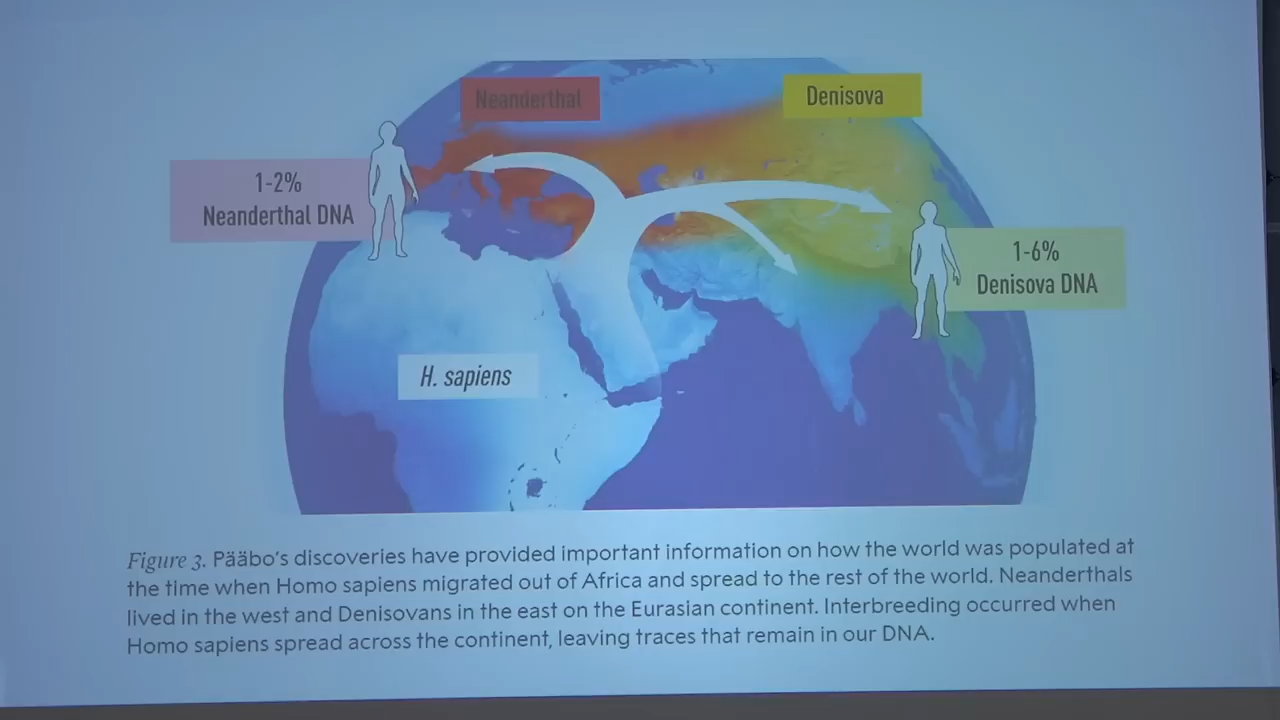 Neanderthal
Denisova
1-2%
Neanderthal DNA
1-6%
Denisova DNA
H. sapiens
Figure 3. Pääbo's discoveries have provided important information on how the world was populated at
the time when Homo sapiens migrated out of Africa and spread to the rest of the world. Neanderthals
lived in the west and Denisovans in the east on the Eurasian continent. Interbreeding occurred when
Homo sapiens spread across the continent, leaving traces that remain in our DNA.